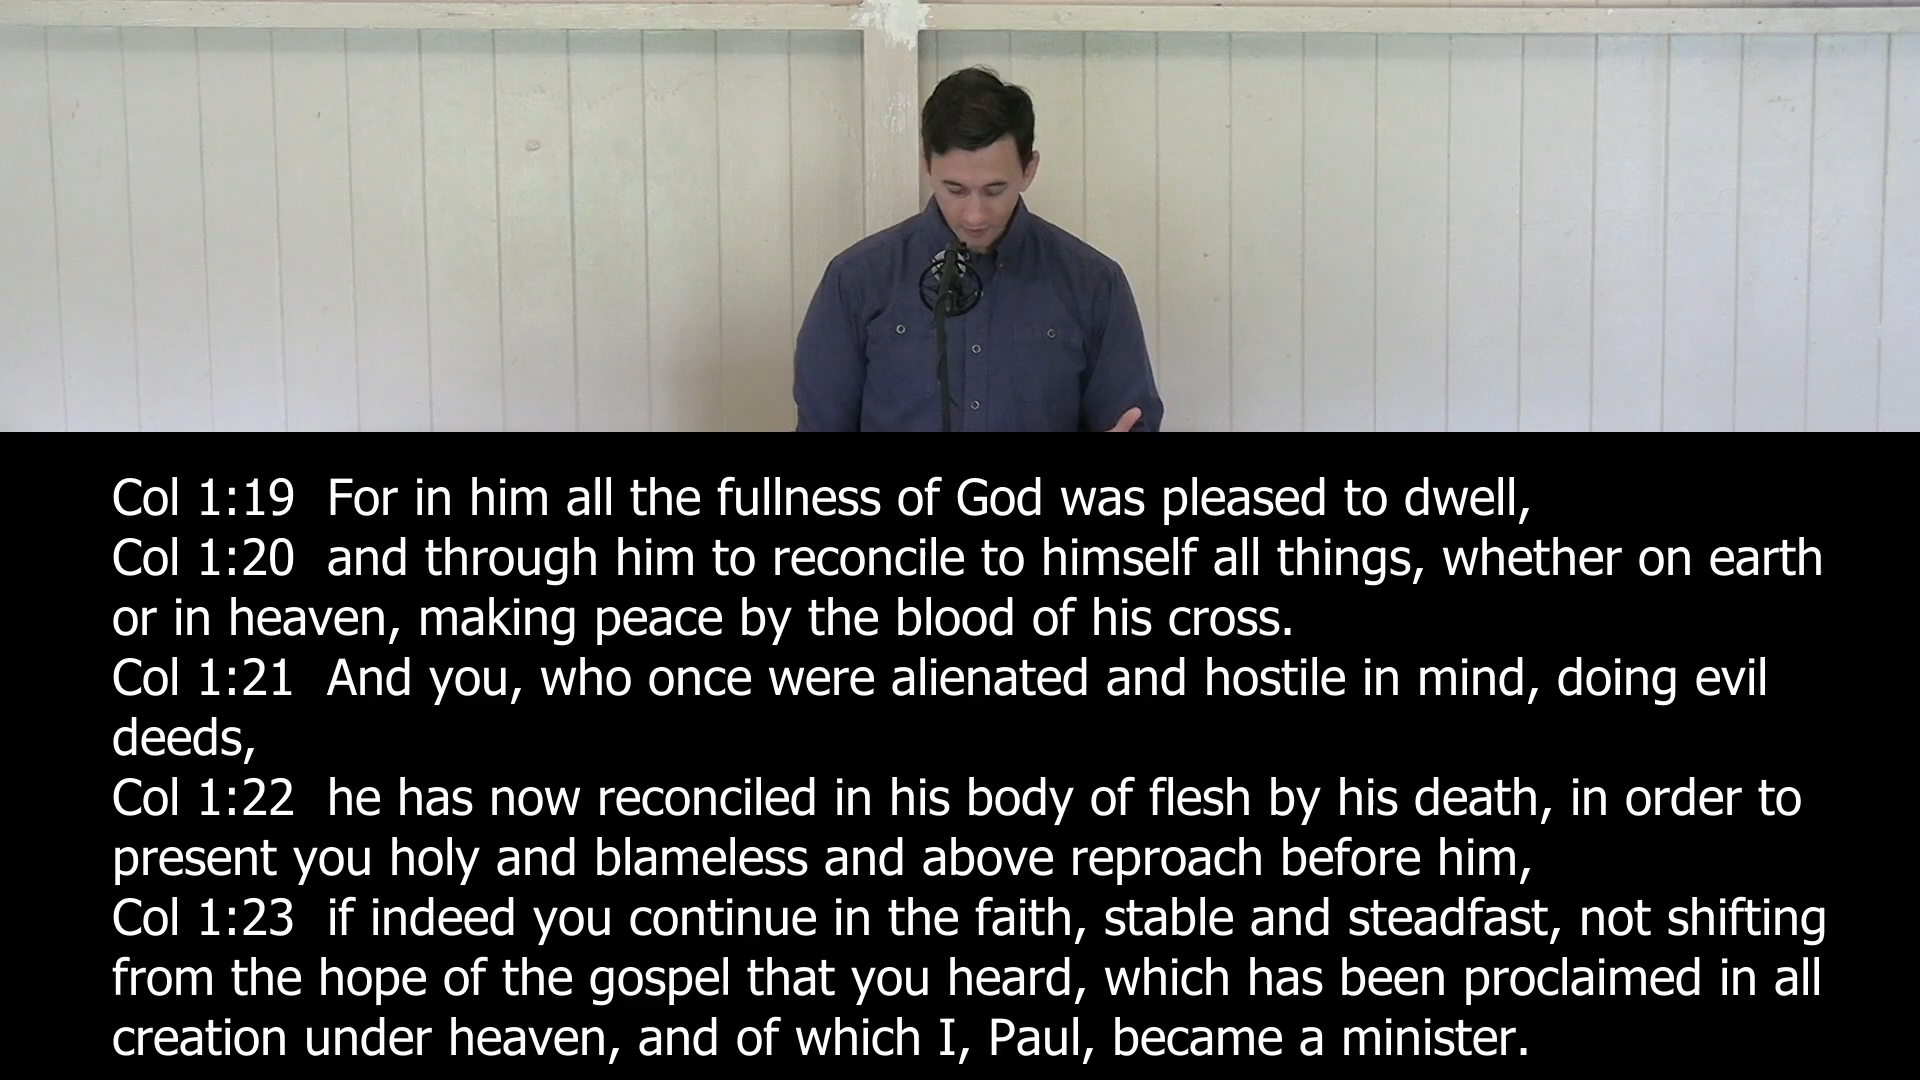 Col 1:19  For in him all the fullness of God was pleased to dwell,
Col 1:20  and through him to reconcile to himself all things, whether on earth
or in heaven, making peace by the blood of his cross.
Col 1:21  And you, who once were alienated and hostile in mind, doing evil
deeds,
Col 1:22  he has now reconciled in his body of flesh by his death, in order to
present you holy and blameless and above reproach before him,
Col 1:23  if indeed you continue in the faith, stable and steadfast, not shifting
from the hope of the gospel that you heard, which has been proclaimed in all
creation under heaven, and of which I, Paul, became a minister.